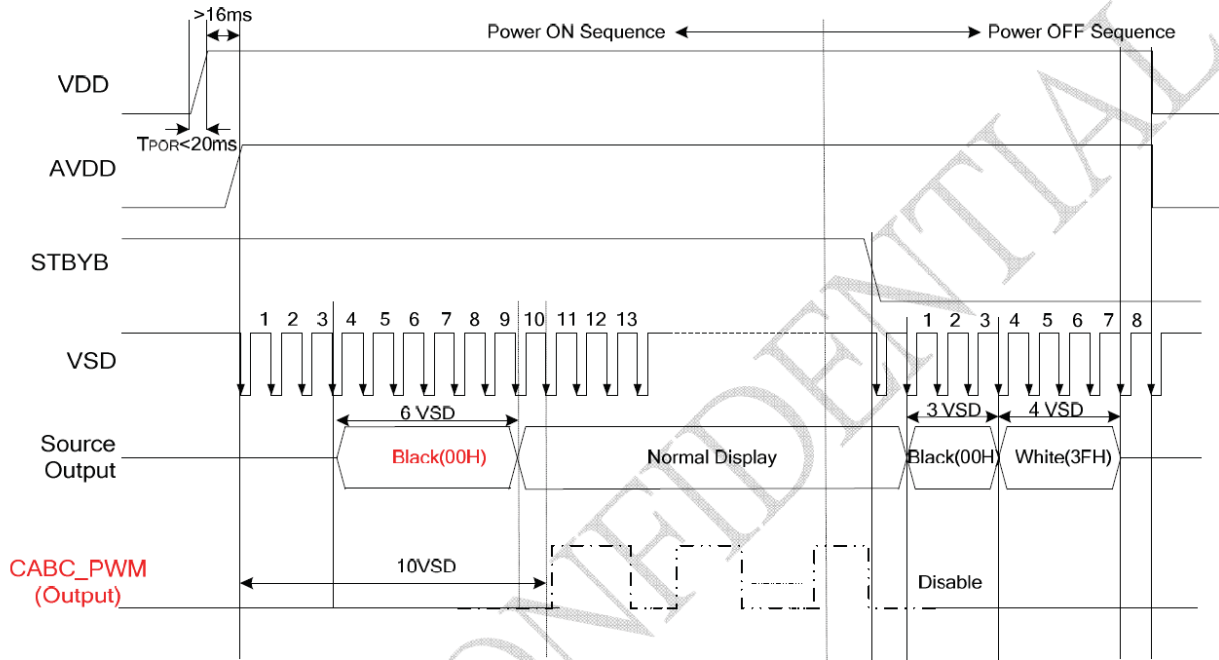 >16ms
Power ON Sequence
Power OFF Sequence
VDD
TPOR<20ms
AVDD
STBYB
VSD
1 2 3 4 5 6 7 8 9 10 11 12 13
1 2 3 4 5 6 7 8
6 VSD
3 VSD
4 VSD
Source
Output
Black(00H)
Normal Display
Black(00H)
White(3FH)
CABC_PWM
(Output)
10VSD
Disable
ONFIDENTIAL